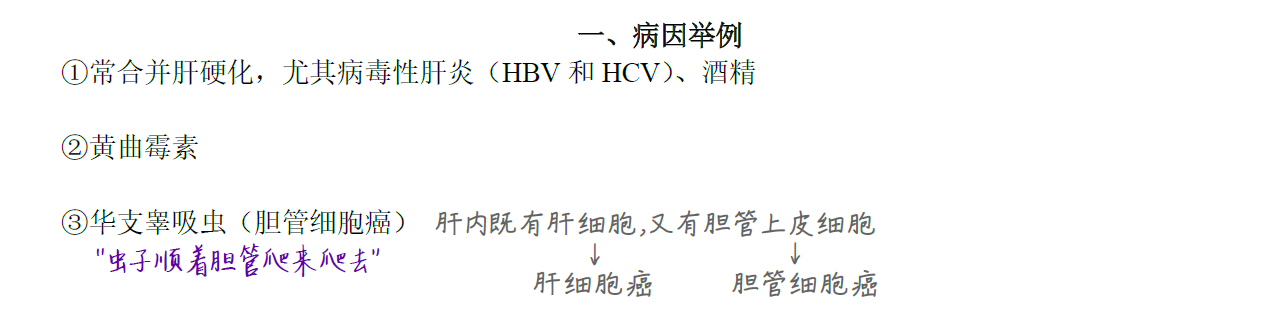 一、病因举例
①常合并肝硬化，尤其病毒性肝炎（HBV 和 HCV）、酒精
②黄曲霉素
③华支睾吸虫（胆管细胞癌） 肝内既有肝细胞,又有胆管上皮细胞
"虫子顺着胆管爬来爬去" ↓ ↓
肝细胞癌 胆管细胞癌